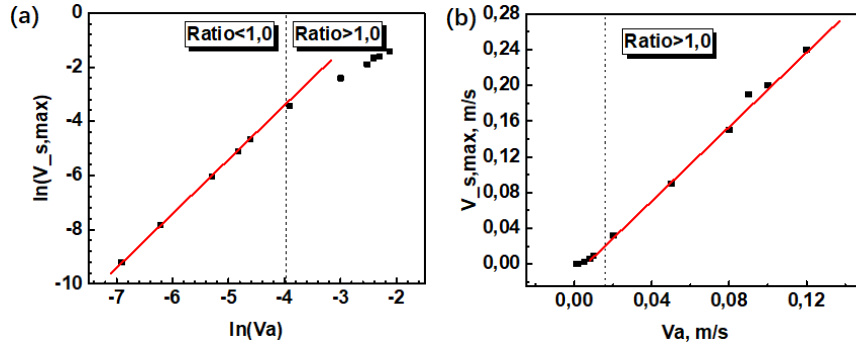 (a)
Ratio<1,0
Ratio>1,0
ln(V_s,max)
0
-2
-4
-6
-8
-10
-7
-6
-5
-4
-3
-2
ln(Va)
(b)
Ratio>1,0
V_s,max, m/s
0,28
0,24
0,20
0,16
0,12
0,08
0,04
0,00
0,00
0,04
0,08
0,12
Va, m/s